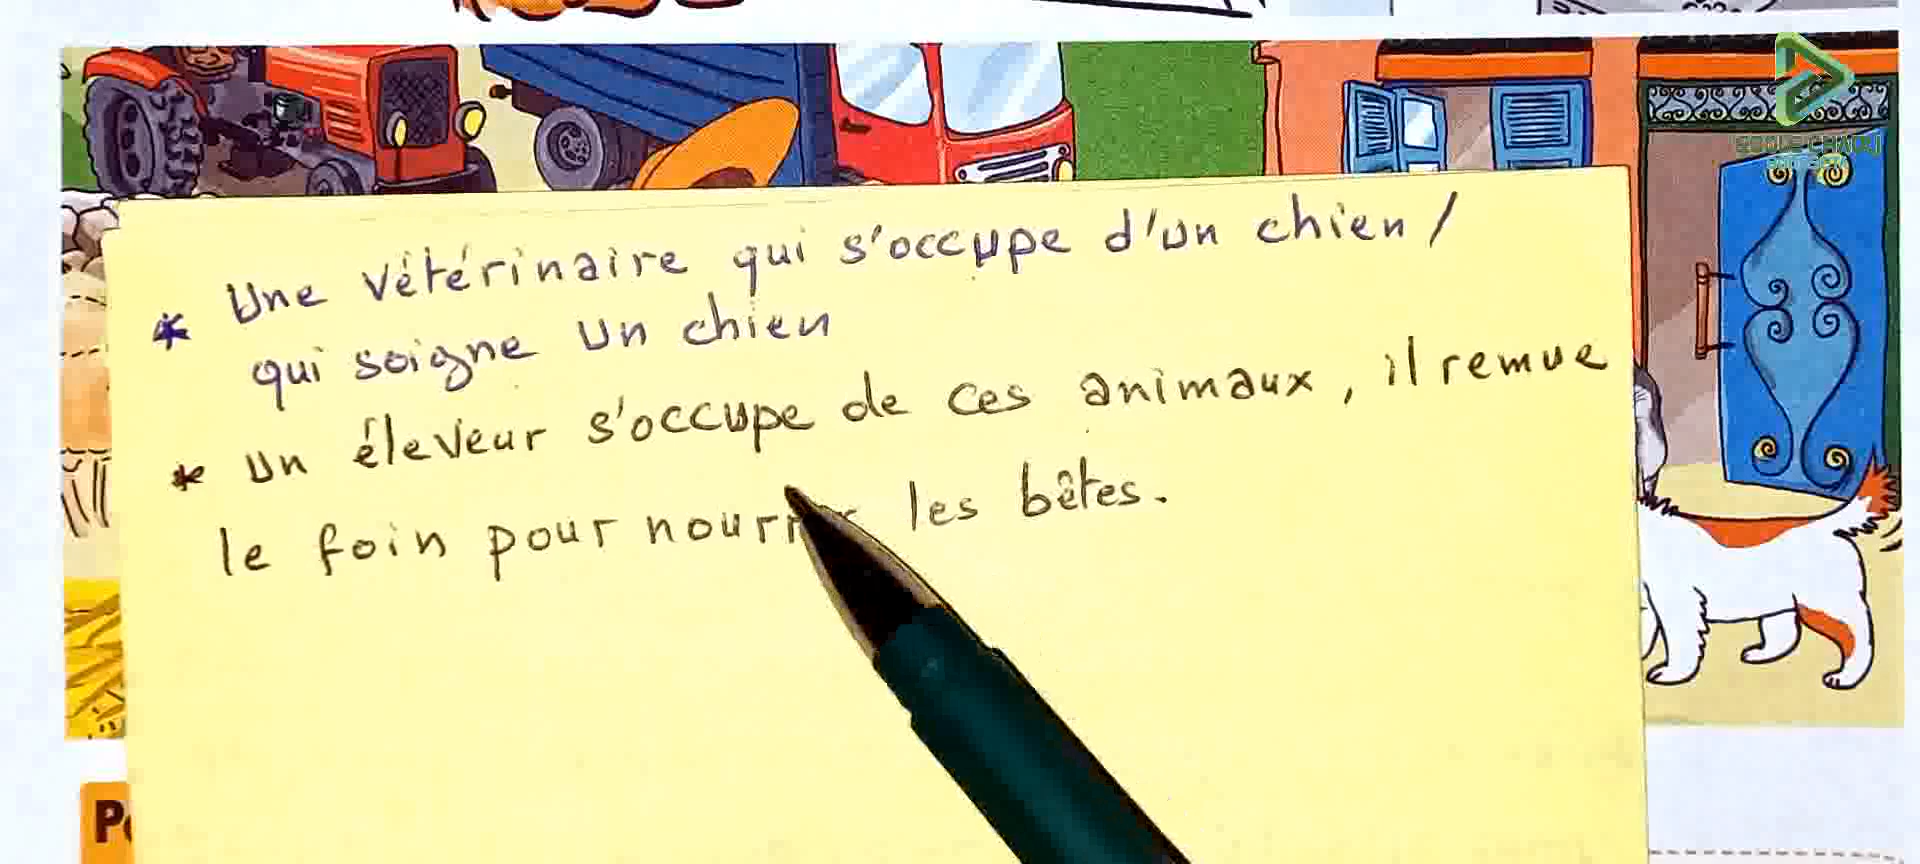 * Une vétérinaire qui s'occupe d'un chien /
qui soigne un chien
* un éleveur s'occupe de ces animaux, il remue
le foin pour les bêtes.